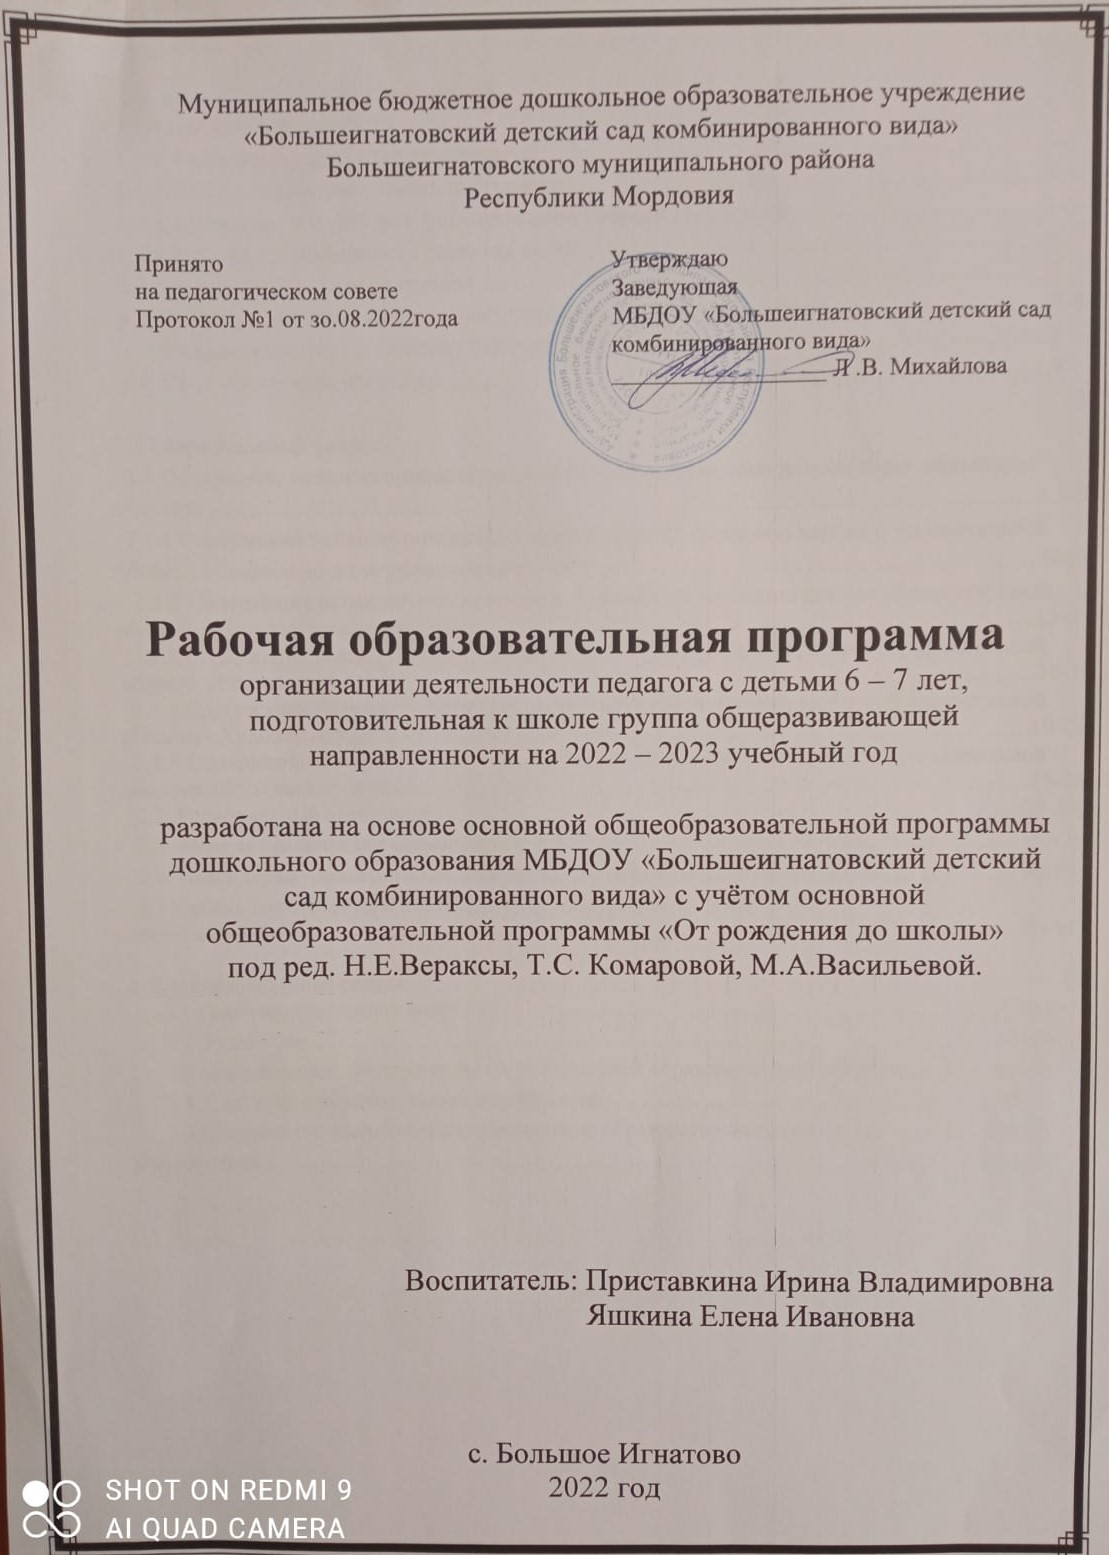 Муниципальное бюджетное дошкольное образовательное учреждение
«Большеигнатовский детский сад комбинированного вида»
Большеигнатовского муниципального района
Республики Мордовия
Принято
на педагогическом совете
Протокол №1 от зо.08.2022года
Утверждаю
Заведующая
МБДОУ «Большеигнатовский детский сад
комбинированного вида»
Л .В. Михайлова
Рабочая образовательная программа
организации деятельности педагога с детьми 6 – 7 лет,
подготовительная к школе группа общеразвивающей
направленности на 2022 – 2023 учебный год
разработана на основе основной общеобразовательной программы
дошкольного образования МБДОУ «Большеигнатовский детский
сад комбинированного вида» с учётом основной
общеобразовательной программы «От рождения до школы»
под ред. Н.Е.Вераксы, Т.С. Комаровой, М.А.Васильевой.
Воспитатель: Приставкина Ирина Владимировна
Яшкина Елена Ивановна
с. Большое Игнатово
2022 год
SHOT ON REDMI 9
AI QUAD CAMERA